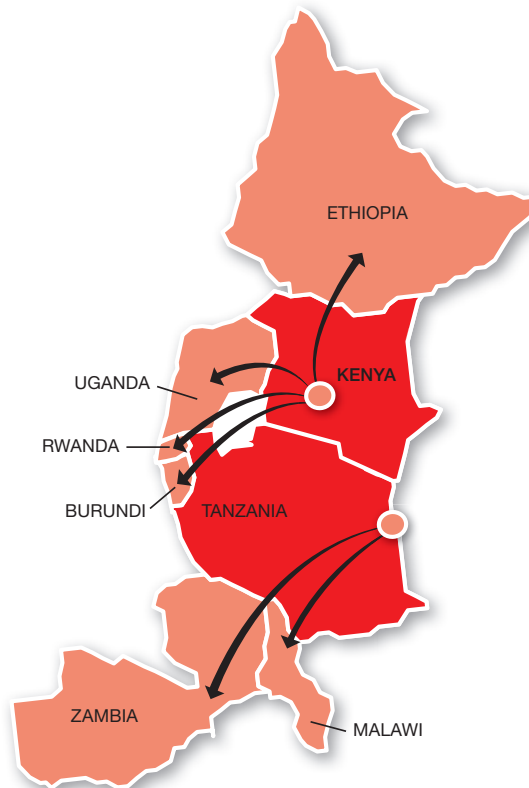 ETHIOPIA
KENYA
UGANDA
RWANDA
BURUNDI
TANZANIA
ZAMBIA
MALAWI